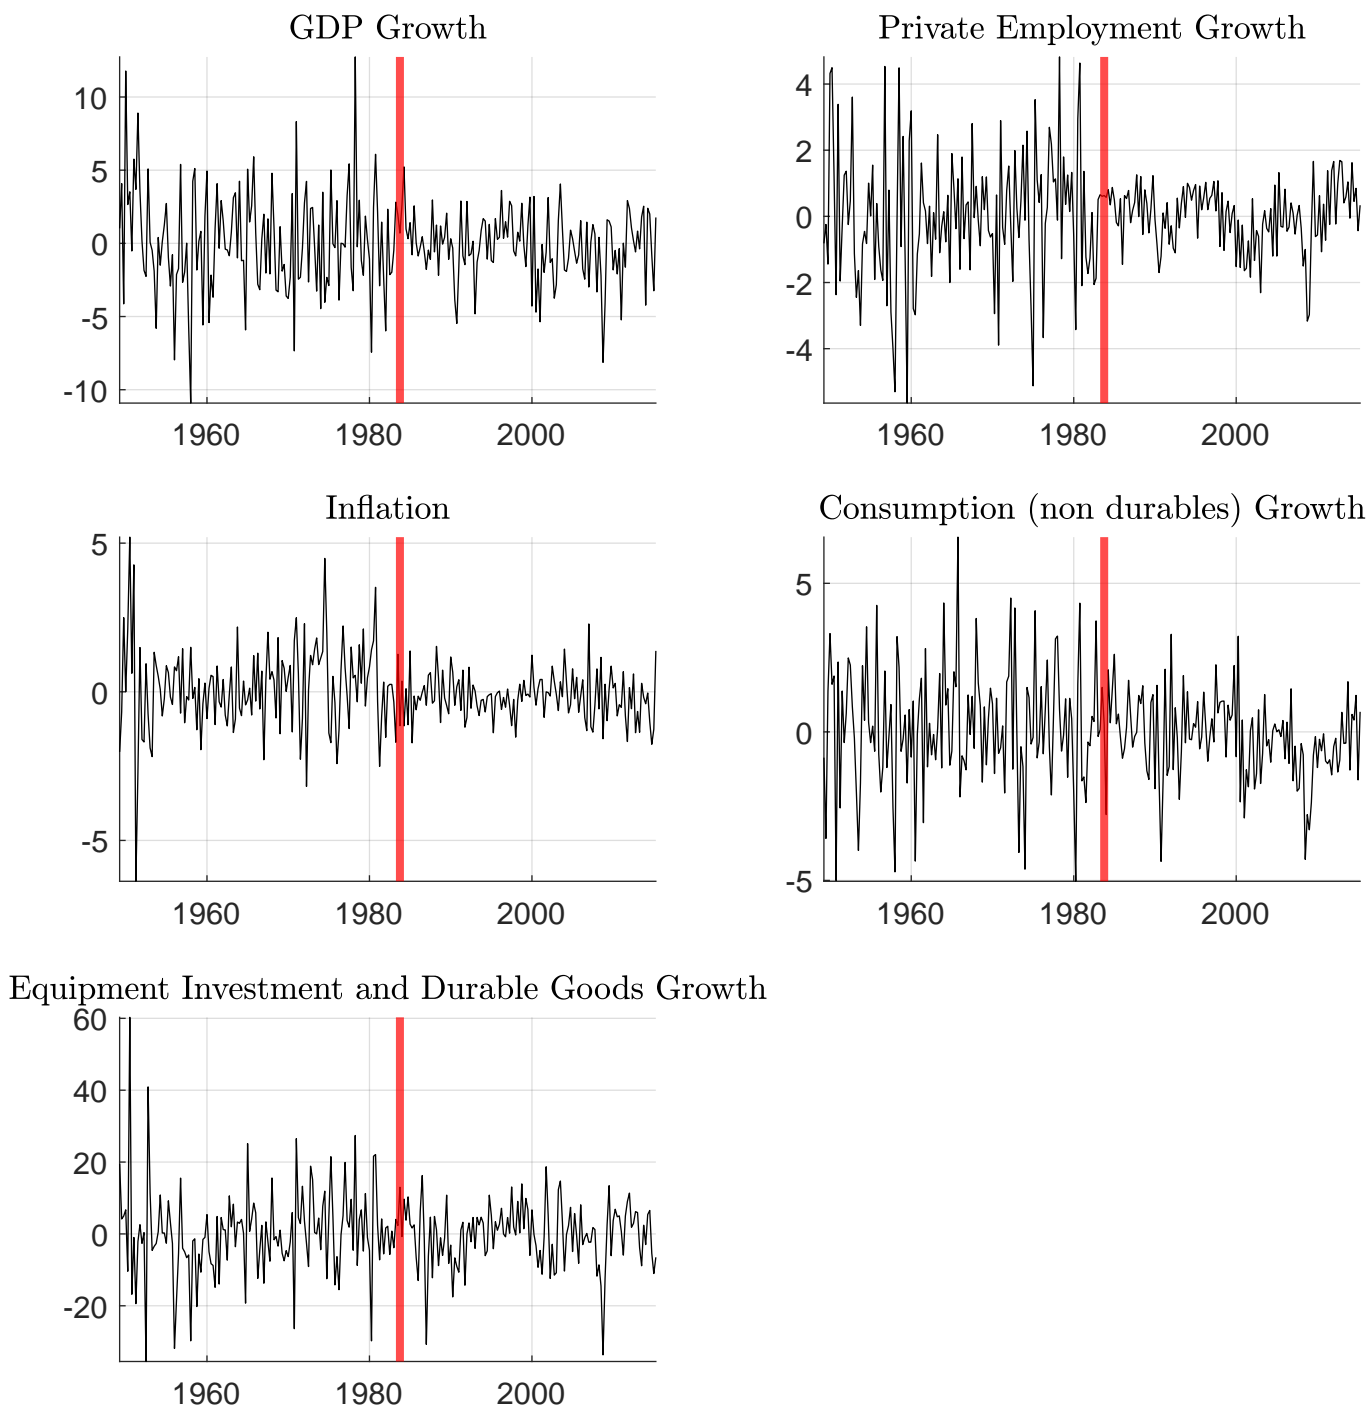 GDP Growth
10
5
0
-5
-10
1960 1980 2000
Private Employment Growth
4
2
0
-2
-4
1960 1980 2000
Inflation
5
0
-5
1960 1980 2000
Consumption (non durables) Growth
5
0
-5
1960 1980 2000
Equipment Investment and Durable Goods Growth
60
40
20
0
-20
1960 1980 2000